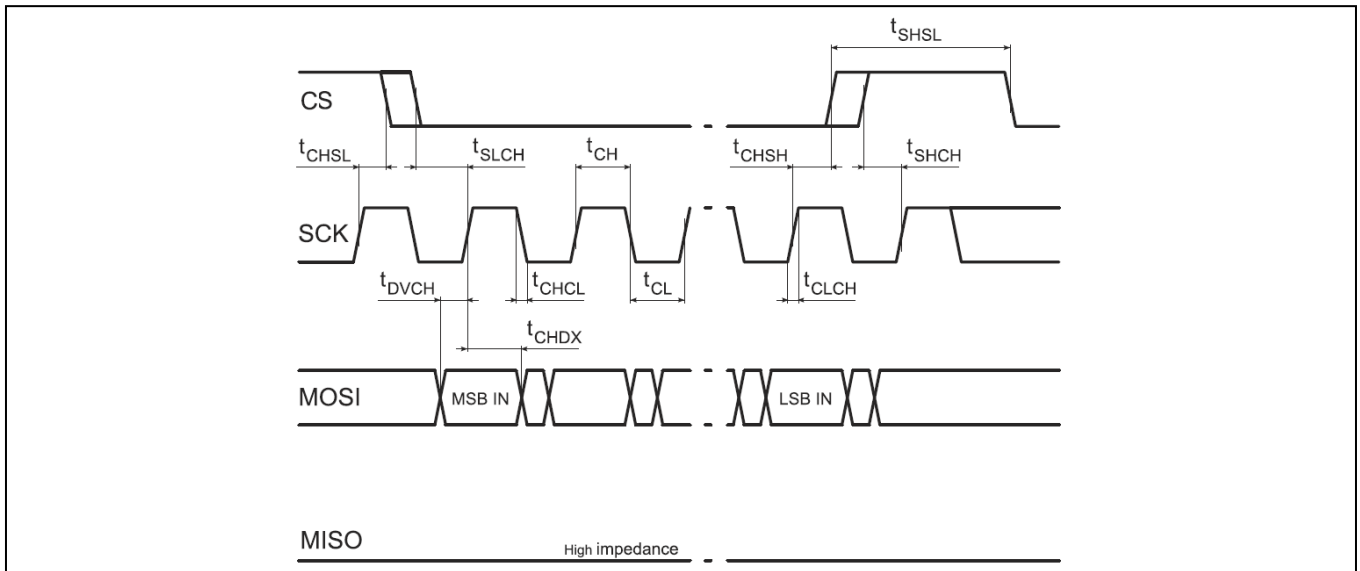 tSHSL
CS
tCHSL
tSLCH
tCH
tCHSH
tSHCH
SCK
tDVCH
tCHCL
tCL
tCLCH
tCHDX
MOSI
MSB IN
LSB IN
MISO
High impedance